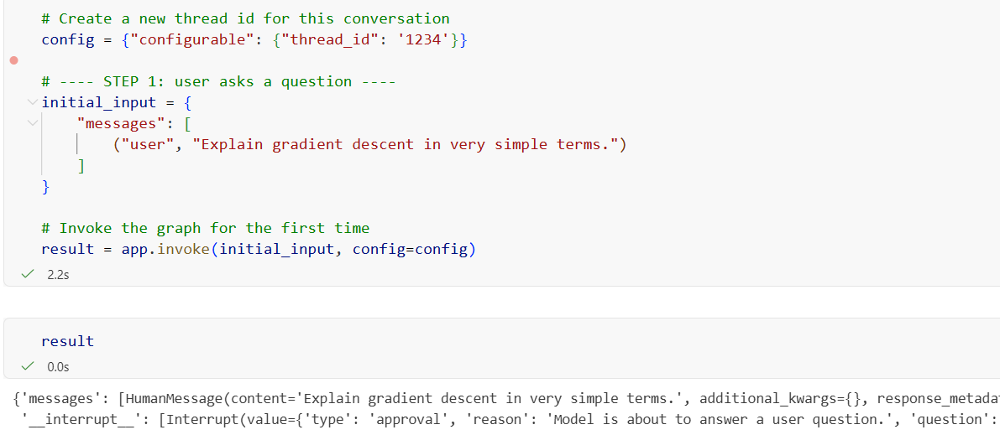 # Create a new thread id for this conversation
config = {"configurable": {"thread_id": '1234'}}
# ---- STEP 1: user asks a question ----
initial_input = {
"messages": [
("user", "Explain gradient descent in very simple terms.")
]
}
# Invoke the graph for the first time
result = app.invoke(initial_input, config=config)
2.2s
result
0.0s
{'messages': [HumanMessage(content='Explain gradient descent in very simple terms.', additional_kwargs={}, response_metada
'__interrupt__': [Interrupt(value={'type': 'approval', 'reason': 'Model is about to answer a user question.', 'question':